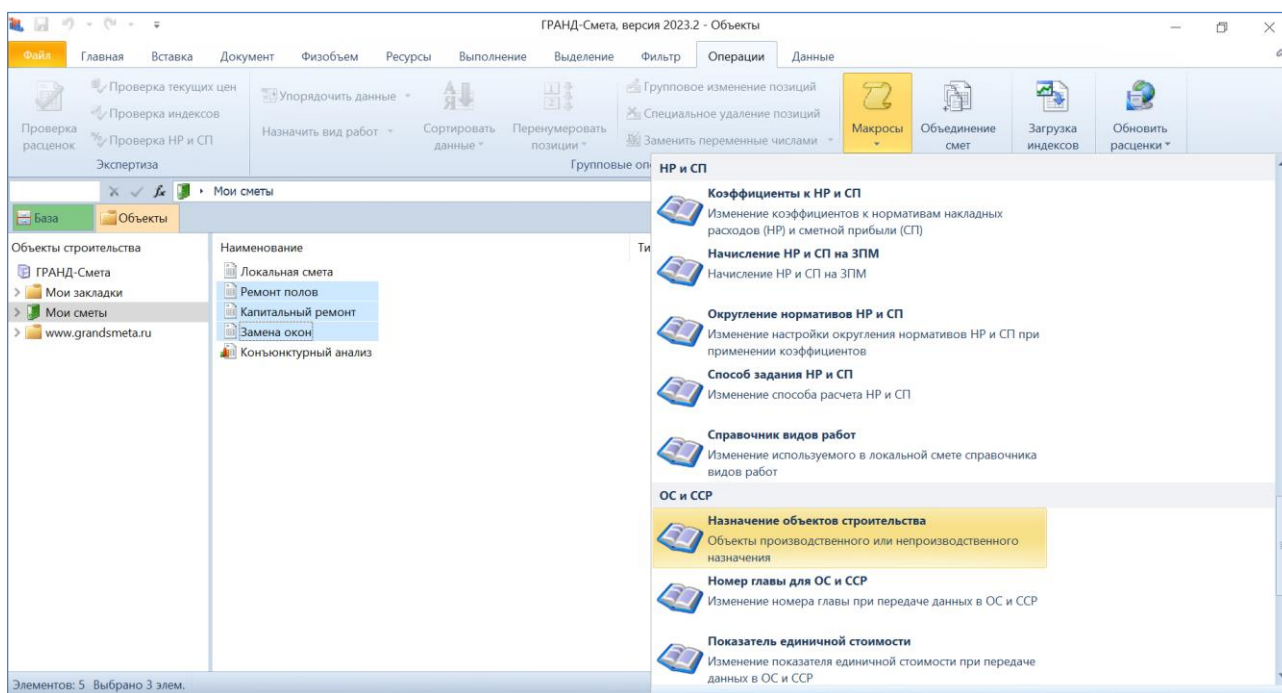 ГРАНД-Смета, версия 2023.2 - Объекты
Файл Главная Вставка Документ Физобъем Ресурсы Выполнение Выделение Фильтр Операции Данные
Проверка расценок
Проверка текущих цен
Проверка индексов
Проверка НР и СП
Экспертиза
Упорядочить данные
Назначить вид работ
Сортировать данные
Перенумеровать позиции
Групповое изменение позиций
Специальное удаление позиций
Заменить переменные числами
Групповые оп
Макросы
Объединение смет
Загрузка индексов
Обновить расценки
fx Мои сметы
База Объекты
Объекты строительства
ГРАНД-Смета
Мои закладки
Мои сметы
www.grandsmeta.ru
Наименование Ти
Локальная смета
Ремонт полов
Капитальный ремонт
Замена окон
Конъюнктурный анализ
НР и СП
Коэффициенты к НР и СП
Изменение коэффициентов к нормативам накладных
расходов (НР) и сметной прибыли (СП)
Начисление НР и СП на ЗПМ
Начисление НР и СП на ЗПМ
Округление нормативов НР и СП
Изменение настройки округления нормативов НР и СП при
применении коэффициентов
Способ задания НР и СП
Изменение способа расчета НР и СП
Справочник видов работ
Изменение используемого в локальной смете справочника
видов работ
ОС и ССР
Назначение объектов строительства
Объекты производственного или непроизводственного
назначения
Номер главы для ОС и ССР
Изменение номера главы при передаче данных в ОС и ССР
Показатель единичной стоимости
Изменение показателя единичной стоимости при передаче
данных в ОС и ССР
Элементов: 5 Выбрано 3 элем.